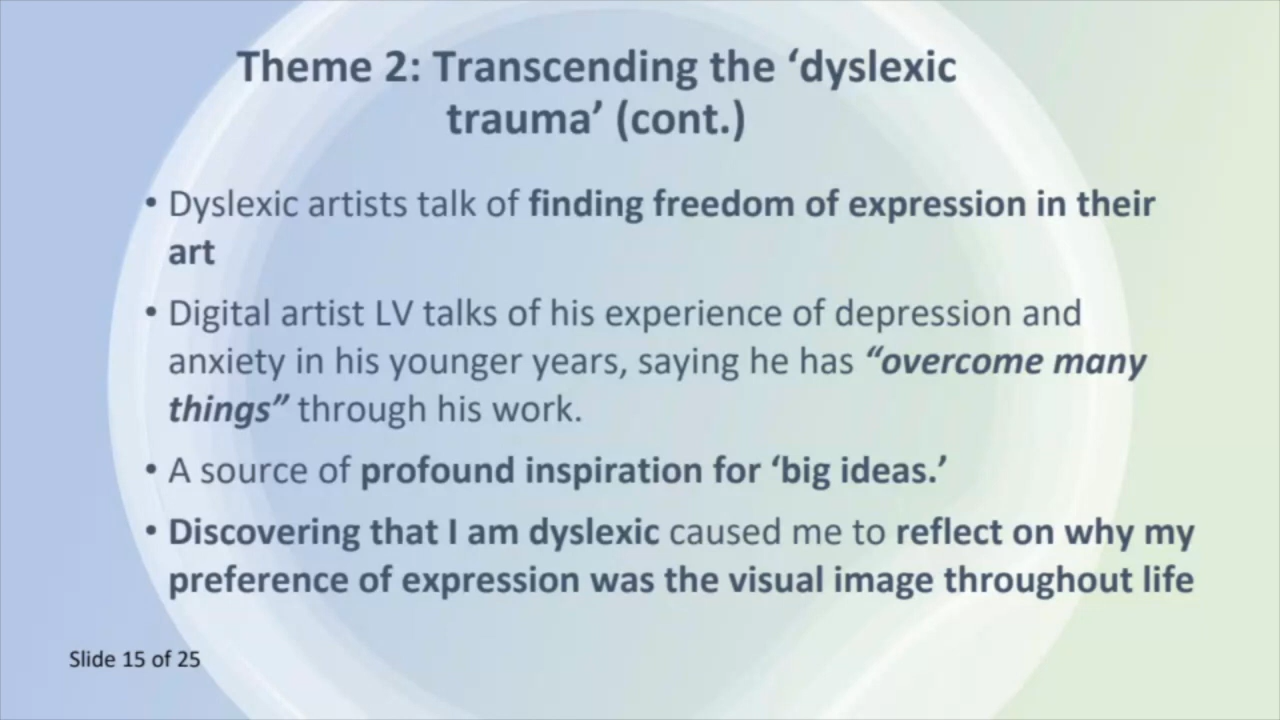 Theme 2: Transcending the ‘dyslexic
trauma’ (cont.)
• Dyslexic artists talk of finding freedom of expression in their
art
• Digital artist LV talks of his experience of depression and
anxiety in his younger years, saying he has “overcome many
things” through his work.
• A source of profound inspiration for ‘big ideas.’
• Discovering that I am dyslexic caused me to reflect on why my
preference of expression was the visual image throughout life
Slide 15 of 25